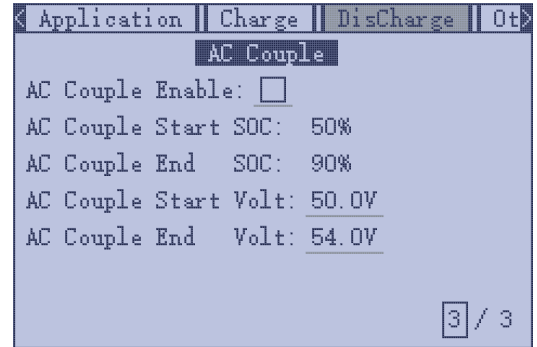 < Application Charge DisCharge Ot>
AC Couple
AC Couple Enable:
AC Couple Start SOC: 50%
AC Couple End SOC: 90%
AC Couple Start Volt: 50.0V
AC Couple End Volt: 54.0V
3 / 3